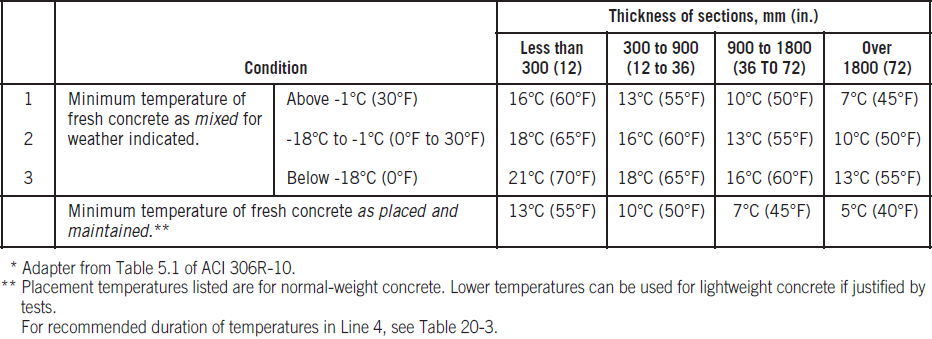 Thickness of sections, mm (in.)
Condition
Less than
300 (12)
300 to 900
(12 to 36)
900 to 1800
(36 TO 72)
Over
1800 (72)
1
Minimum temperature of
fresh concrete as mixed for
weather indicated.
Above -1°C (30°F)
16°C (60°F)
13°C (55°F)
10°C (50°F)
7°C (45°F)
2
-18°C to -1°C (0°F to 30°F)
18°C (65°F)
16°C (60°F)
13°C (55°F)
10°C (50°F)
3
Below -18°C (0°F)
21°C (70°F)
18°C (65°F)
16°C (60°F)
13°C (55°F)
Minimum temperature of fresh concrete as placed and
maintained.**
13°C (55°F)
10°C (50°F)
7°C (45°F)
5°C (40°F)
* Adapter from Table 5.1 of ACI 306R-10.
** Placement temperatures listed are for normal-weight concrete. Lower temperatures can be used for lightweight concrete if justified by
tests.
For recommended duration of temperatures in Line 4, see Table 20-3.